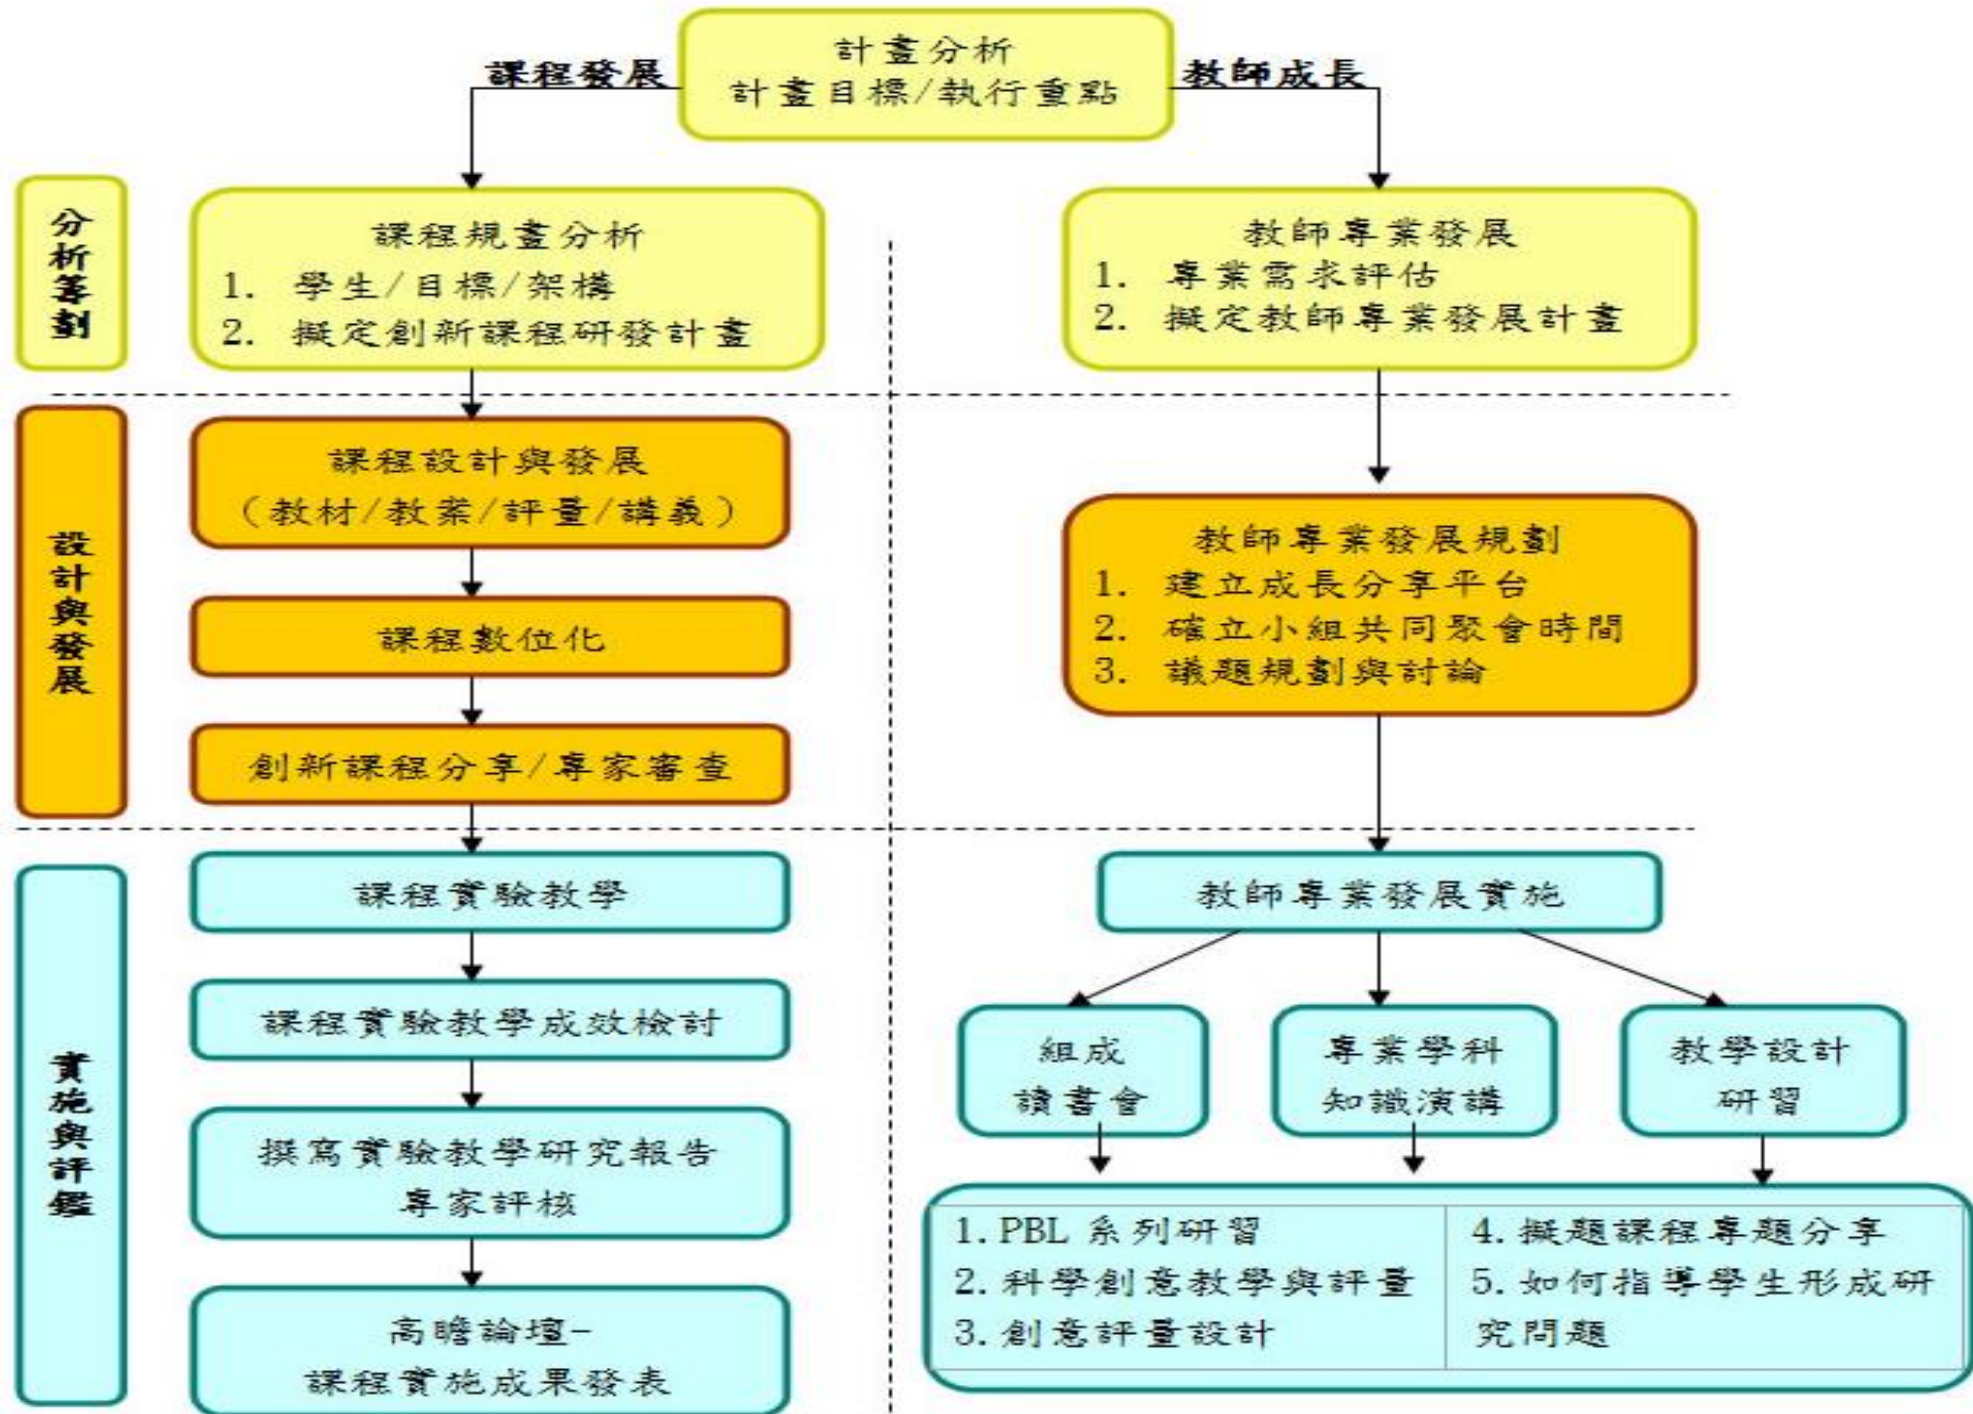 計畫分析
計畫目標/執行重點
課程發展
教師成長
分析籌劃
課程規畫分析
1. 學生/目標/架構
2. 擬定創新課程研發計畫
教師專業發展
1. 專業需求評估
2. 擬定教師專業發展計畫
設計與發展
課程設計與發展
(教材/教案/評量/講義)
課程數位化
創新課程分享/專家審查
教師專業發展規劃
1. 建立成長分享平台
2. 確立小組共同聚會時間
3. 議題規劃與討論
實施與評鑑
課程實驗教學
課程實驗教學成效檢討
撰寫實驗教學研究報告
專家評核
高瞻論壇-
課程實施成果發表
教師專業發展實施
組成
讀書會
專業學科
知識演講
教學設計
研習
1. PBL 系列研習
2. 科學創意教學與評量
3. 創意評量設計
4. 擬題課程專題分享
5. 如何指導學生形成研
究問題